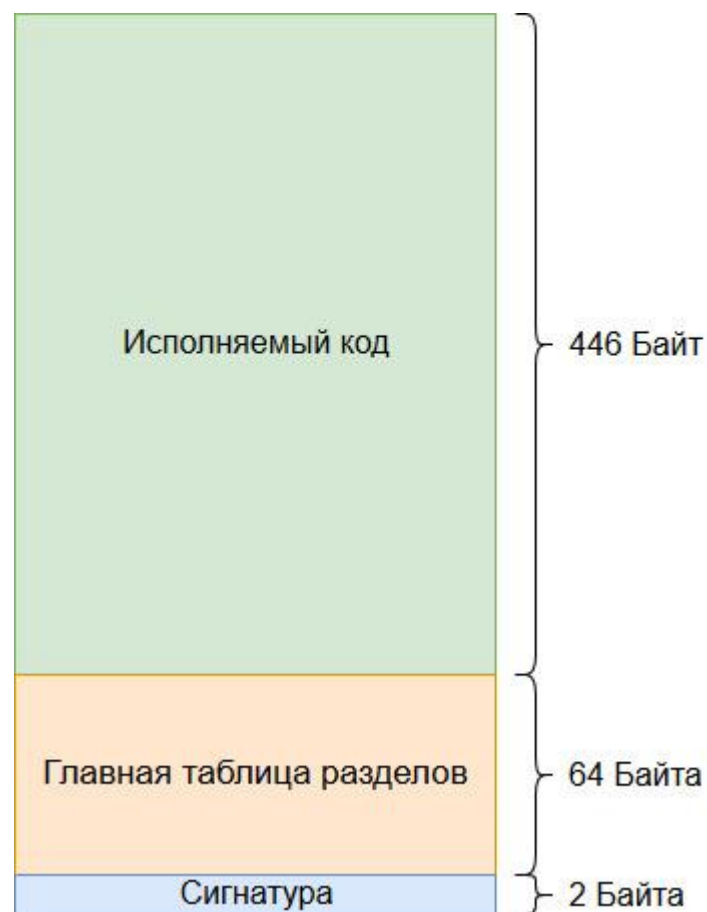 Исполняемый код
446 Байт
Главная таблица разделов
64 Байта
Сигнатура
2 Байта